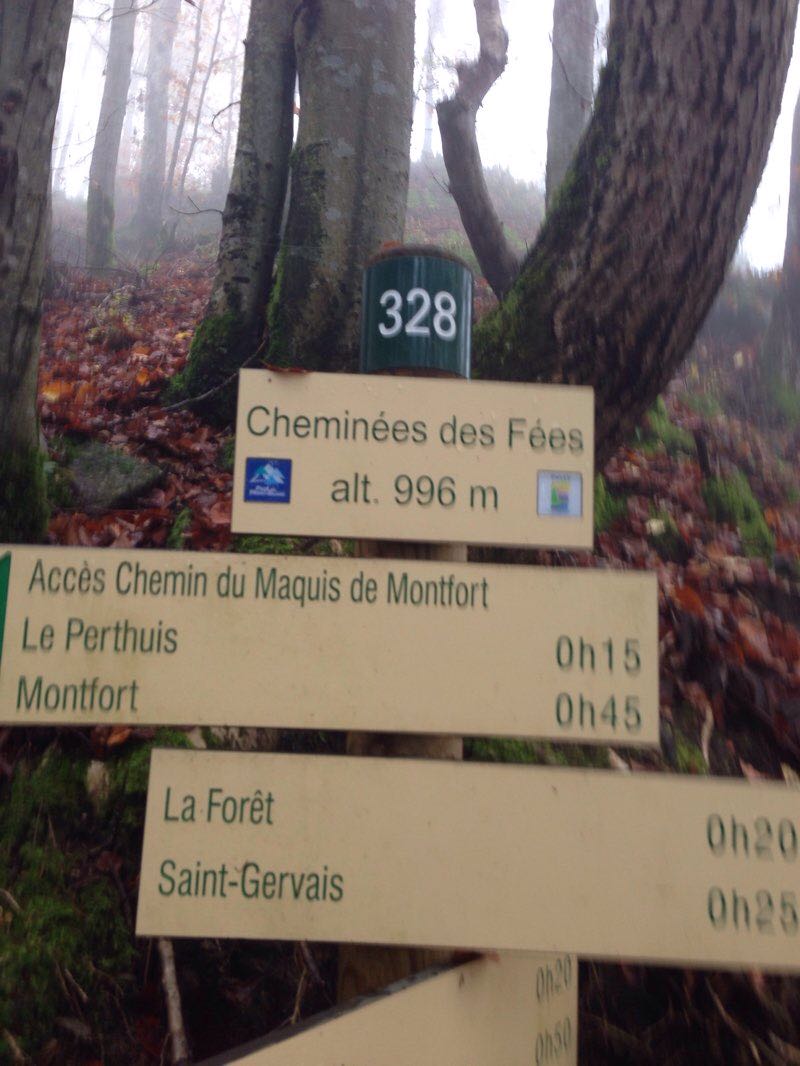 328
Cheminées des Fées
alt. 996 m
Accès Chemin du Maquis de Montfort
Le Perthuis 0h15
Montfort 0h45
La Forêt 0h20
Saint-Gervais 0h25
0h20
0h50